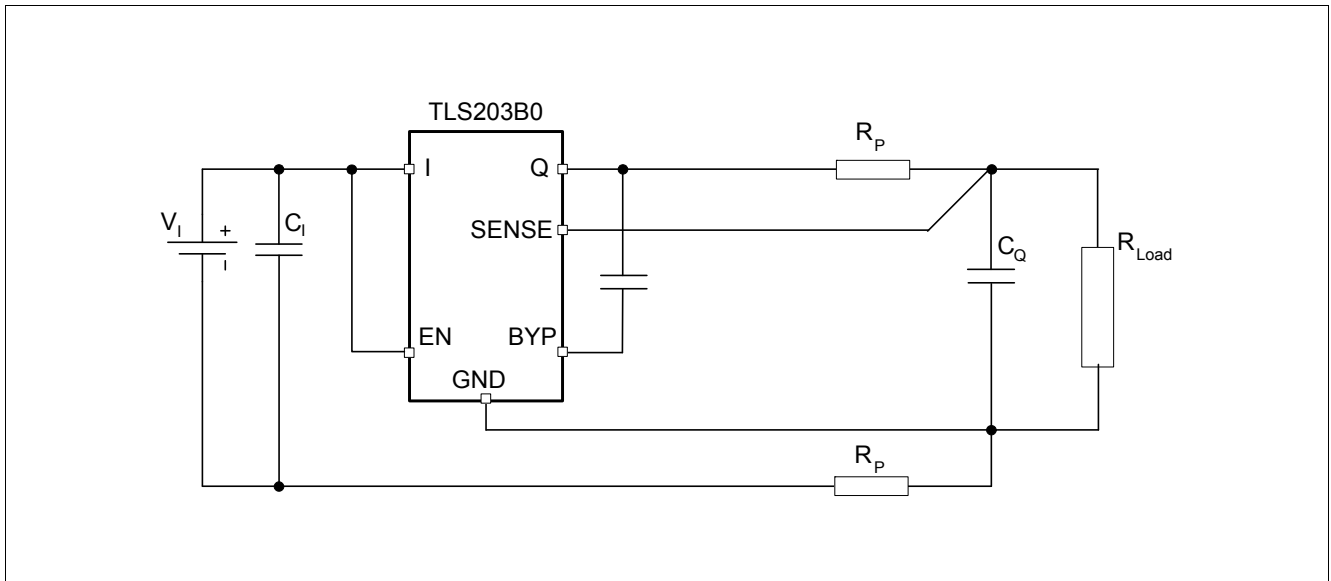 TLS203B0
I
Q
R_P
V_I
+
C_I
SENSE
C_Q
R_Load
EN
BYP
GND
R_P